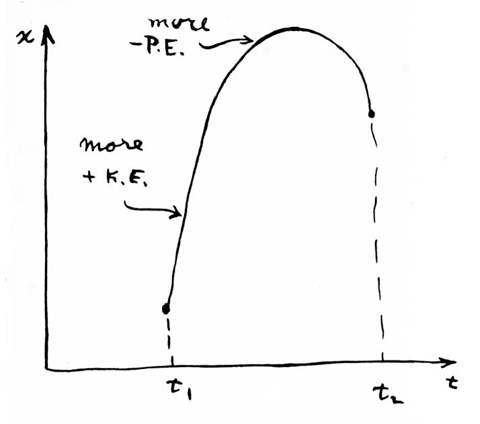 more
-P.E.
x
more
+ K.E.
t₁
t₂
t